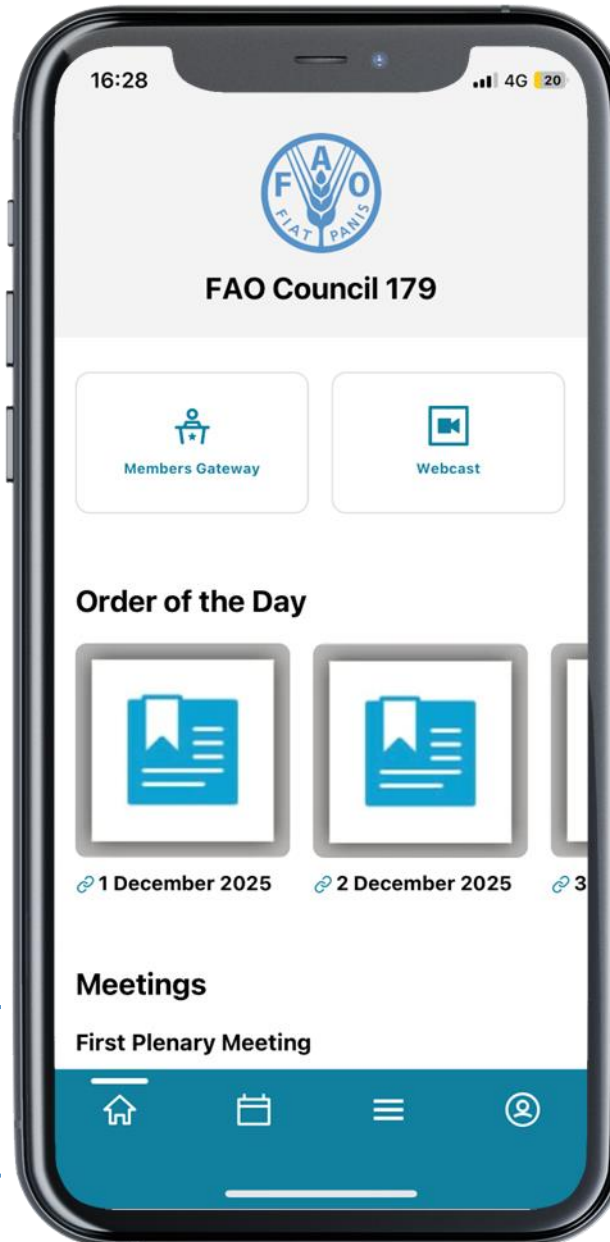 16:28
4G 20
F A O
FIAT PANIS
FAO Council 179
Members Gateway
Webcast
Order of the Day
1 December 2025
2 December 2025
3
Meetings
First Plenary Meeting